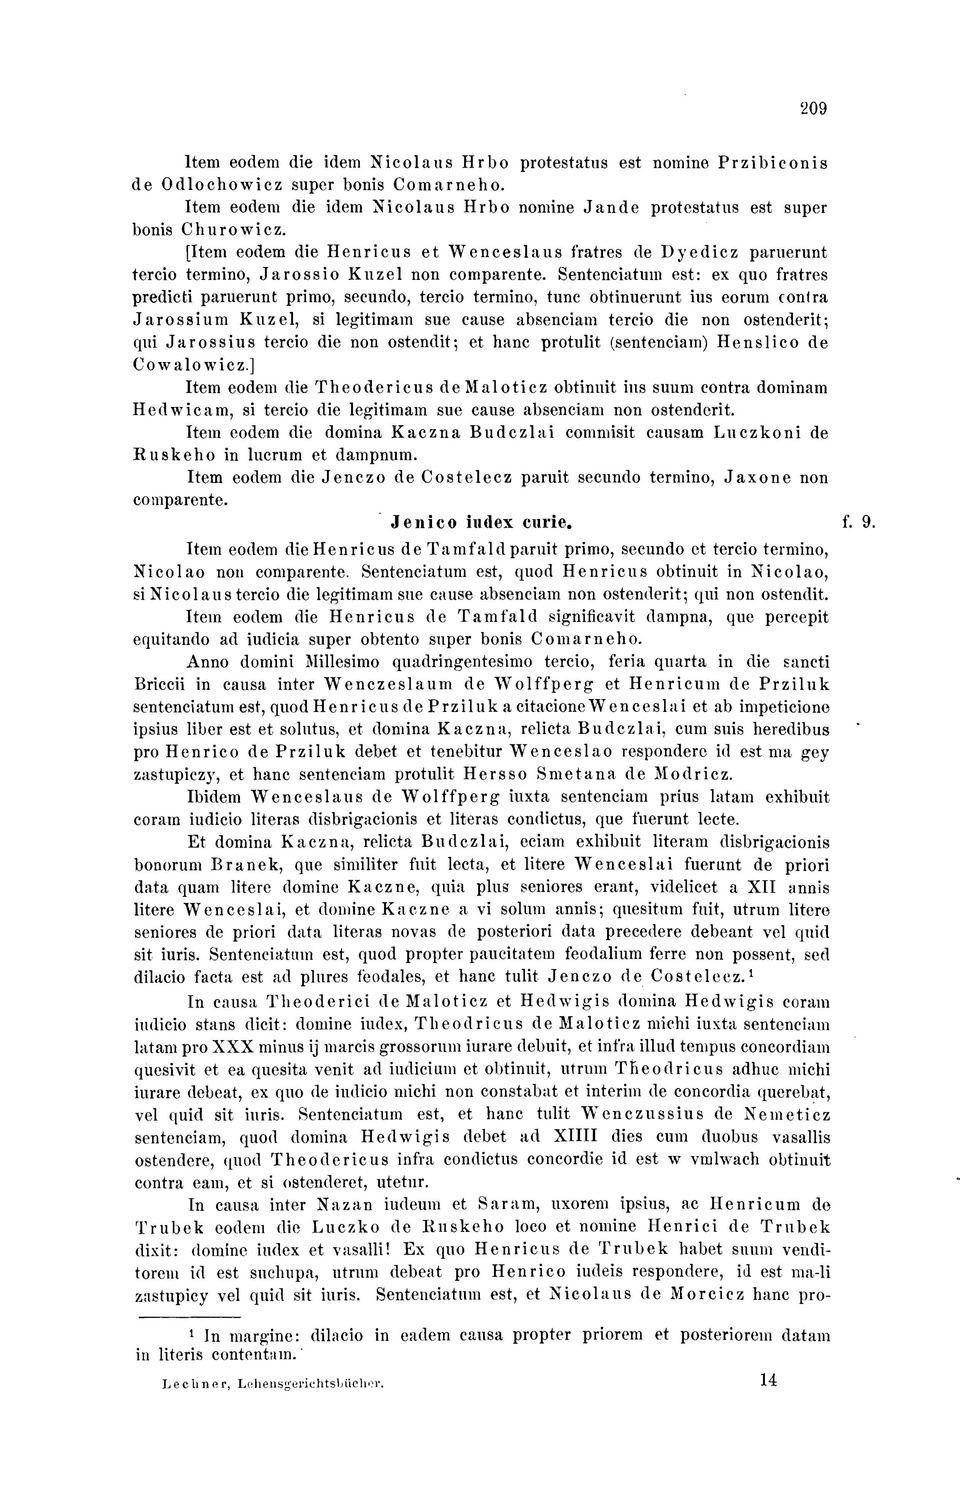 209
Item eodem die idem Nicolaus Hrbo protestatus est nomine Przibiconis
de Odlochowicz super bonis Comarneho.
Item eodem die idem Nicolaus Hrbo nomine Jande protestatus est super
bonis Churowicz.
[Item eodem die Henricus et Wenceslaus fratres de Dyedicz paruerunt
tercio termino, Jarossio Kuzel non comparente. Sentenciatum est: ex quo fratres
predicti paruerunt primo, secundo, tercio termino, tunc obtinuerunt ius eorum contra
Jarossium Kuzel, si legitimam sue cause absenciam tercio die non ostenderit;
qui Jarossius tercio die non ostendit; et hanc protulit (sentenciam) Henslico de
Cowalowicz.]
Item eodem die Theodericus de Maloticz obtinuit ius suum contra dominam
Hedwicam, si tercio die legitimam sue cause absenciam non ostenderit.
Item eodem die domina Kaczna Budczlai commisit causam Luczkoni de
Ruskeho in lucrum et dampnum.
Item eodem die Jenczo de Costelecz paruit secundo termino, Jaxone non
comparente.
Jenico iudex curie. f. 9.
Item eodem die Henricus de Tamfald paruit primo, secundo et tercio termino,
Nicolao non comparente. Sentenciatum est, quod Henricus obtinuit in Nicolao,
si Nicolaus tercio die legitimam sue cause absenciam non ostenderit; qui non ostendit.
Item eodem die Henricus de Tamfald significavit dampna, que percepit
equitando ad iudicia super obtento super bonis Comarneho.
Anno domini Millesimo quadringentesimo tercio, feria quarta in die sancti
Briccii in causa inter Wenczeslaum de Wolffperg et Henricum de Prziluk
sentenciatum est, quod Henricus de Prziluk a citacione Wenceslai et ab impeticione
ipsius liber est et solutus, et domina Kaczna, relicta Budczlai, cum suis heredibus
pro Henrico de Prziluk debet et tenebitur Wenceslao respondere id est ma gey
zastupiczy, et hanc sentenciam protulit Hersso Smetana de Modricz.
Ibidem Wenceslaus de Wolffperg iuxta sentenciam prius latam exhibuit
coram iudicio literas disbrigacionis et literas condictus, que fuerunt lecte.
Et domina Kaczna, relicta Budczlai, eciam exhibuit literam disbrigacionis
bonorum Branek, que similiter fuit lecta, et litere Wenceslai fuerunt de priori
data quam litere domine Kaczne, quia plus seniores erant, videlicet a XII annis
litere Wenceslai, et domine Kaczne a vi solum annis; quesitum fuit, utrum litere
seniores de priori data literas novas de posteriori data precedere debeant vel quid
sit iuris. Sentenciatum est, quod propter paucitatem feodalium ferre non possent, sed
dilacio facta est ad plures feodales, et hanc tulit Jenczo de Costelecz.¹
In causa Theoderici de Maloticz et Hedwigis domina Hedwigis coram
iudicio stans dicit: domine iudex, Theodricus de Maloticz michi iuxta sentenciam
latam pro XXX minus ij marcis grossorum iurare debuit, et infra illud tempus concordiam
quesivit et ea quesita venit ad iudicium et obtinuit, utrum Theodricus adhuc michi
iurare debeat, ex quo de iudicio michi non constabat et interim de concordia querebat,
vel quid sit iuris. Sentenciatum est, et hanc tulit Wenczussius de Nemeticz
sentenciam, quod domina Hedwigis debet ad XIIII dies cum duobus vasallis
ostendere, quod Theodericus infra condictus concordie id est w vmlwach obtinuit
contra eam, et si ostenderet, utetur.
In causa inter Nazan iudeum et Saram, uxorem ipsius, ac Henricum de
Trubek eodem die Luczko de Ruskeho loco et nomine Henrici de Trubek
dixit: domine iudex et vasalli! Ex quo Henricus de Trubek habet suum vendi-
torem id est suchupa, utrum debeat pro Henrico iudeis respondere, id est ma-li
zastupicy vel quid sit iuris. Sentenciatum est, et Nicolaus de Morcicz hanc pro-
¹ In margine: dilacio in eadem causa propter priorem et posteriorem datam
in literis contentam.
Lechner, Lehensgerichtsbücher. 14